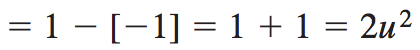 = 1 − [−1] = 1 + 1 = 2u²